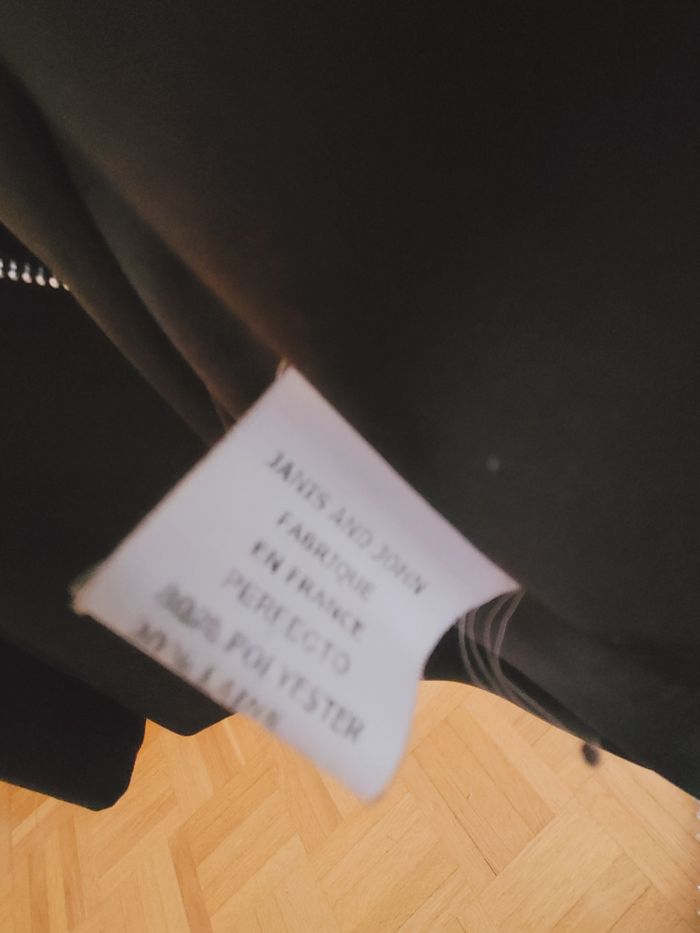 JANIS AND JOHN
FABRIQUE
EN FRANCE
PERFECTO
POLYESTER